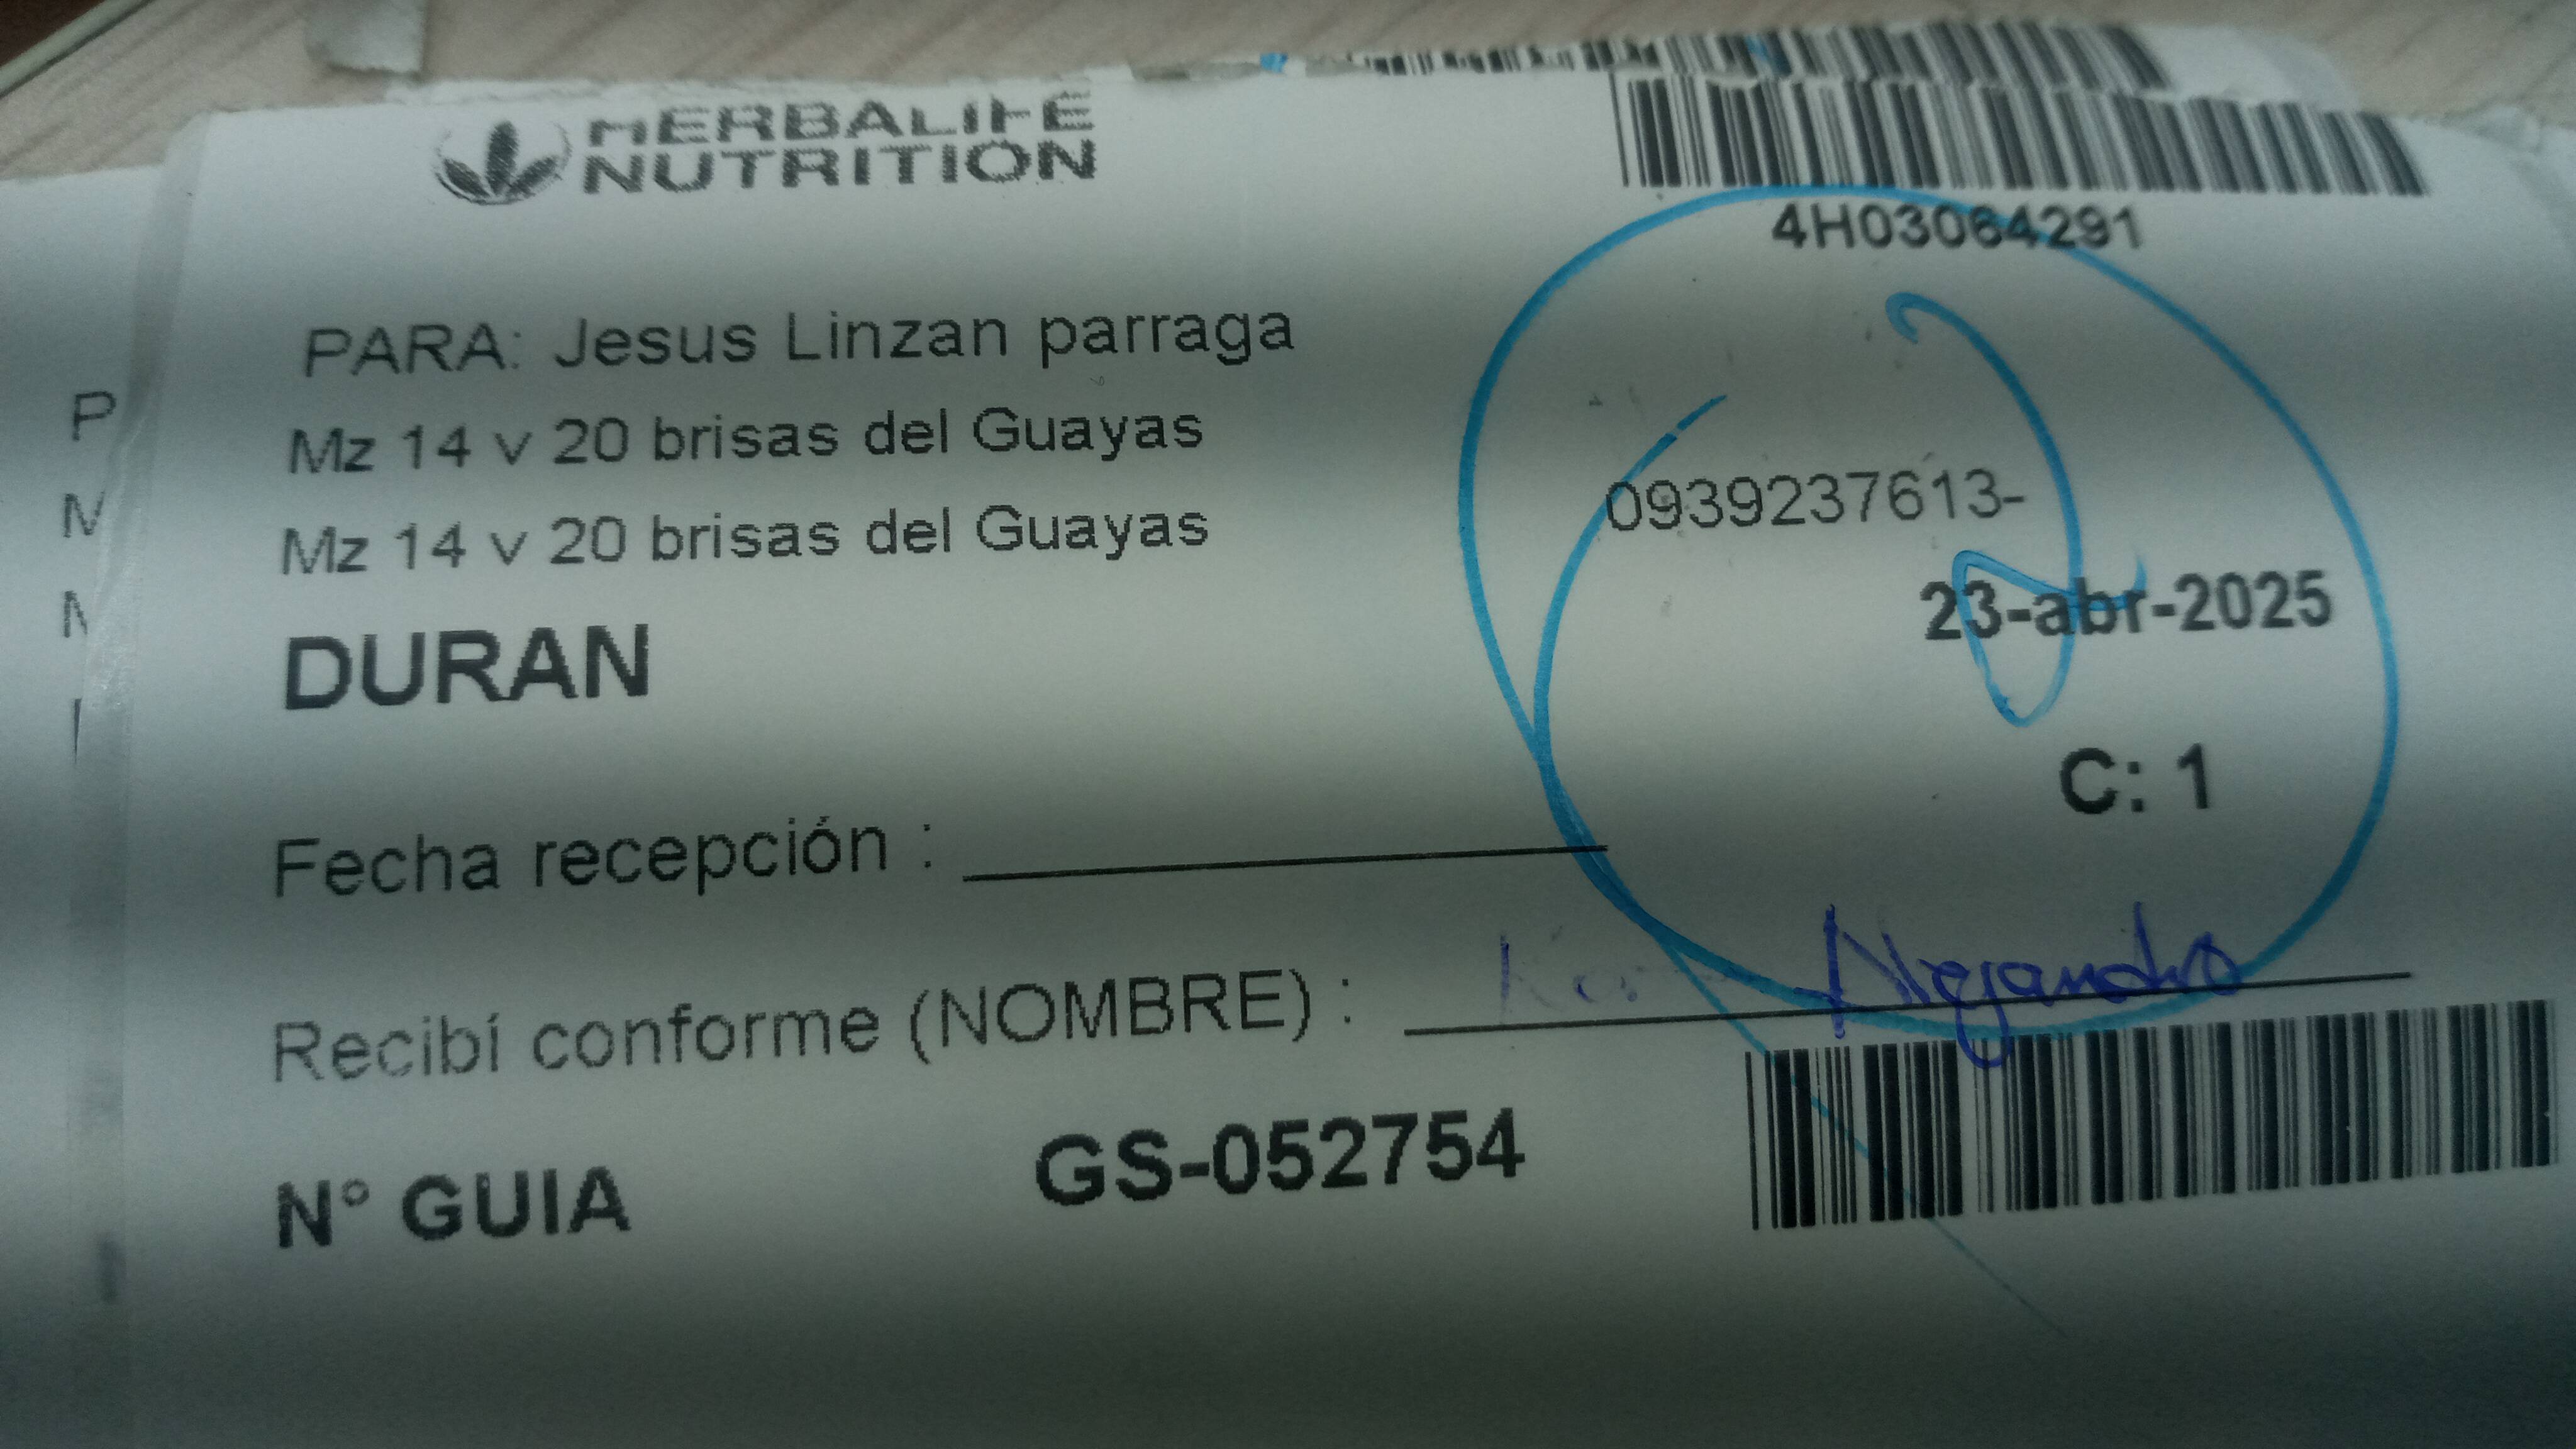 HERBALIFE
NUTRITION
4H03064291
PARA: Jesus Linzan parraga
Mz 14 v 20 brisas del Guayas
0939237613-
Mz 14 v 20 brisas del Guayas
23-abr-2025
DURAN
C: 1
Fecha recepción :
Recibí conforme (NOMBRE) : Alejandro
N° GUIA GS-052754
P
M
M